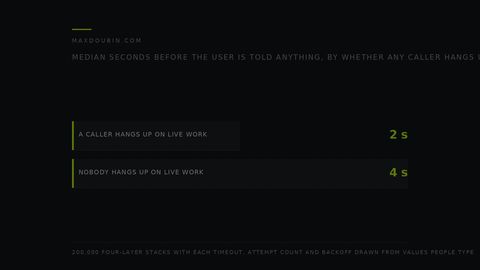 MAXDOURIN.COM
MEDIAN SECONDS BEFORE THE USER IS TOLD ANYTHING, BY WHETHER ANY CALLER HANGS
A CALLER HANGS UP ON LIVE WORK
2 s
NOBODY HANGS UP ON LIVE WORK
4 s
200,000 FOUR-LAYER STACKS WITH EACH TIMEOUT, ATTEMPT COUNT AND BACKOFF DRAWN FROM VALUES PEOPLE TYPE